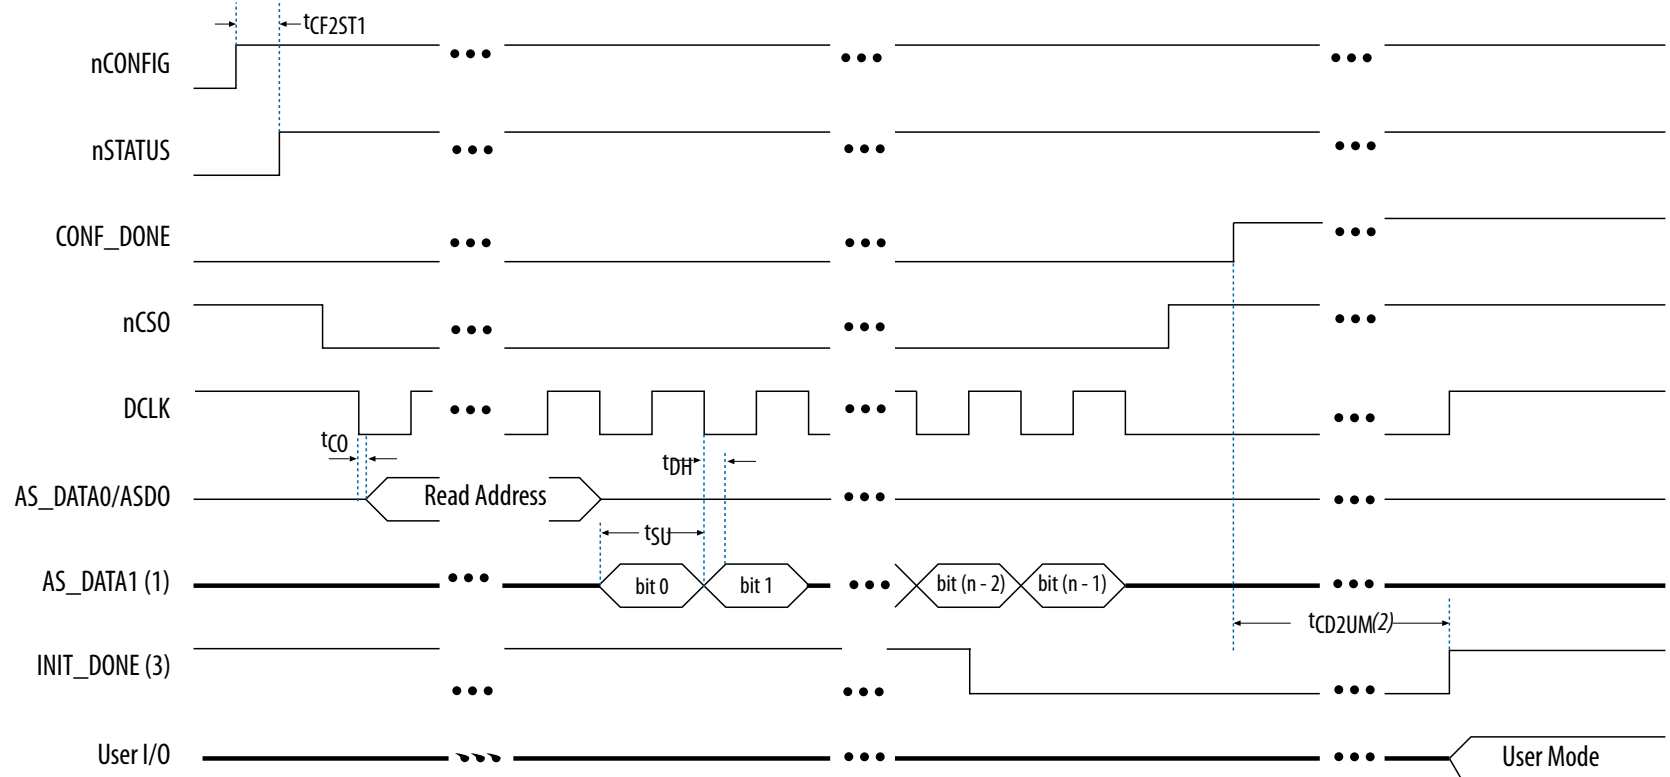 tCF2ST1
nCONFIG
nSTATUS
CONF_DONE
nCSO
DCLK
tCO
tDH
AS_DATA0/ASDO
Read Address
tSU
AS_DATA1 (1)
bit 0
bit 1
bit (n - 2)
bit (n - 1)
tCD2UM(2)
INIT_DONE (3)
User I/O
User Mode